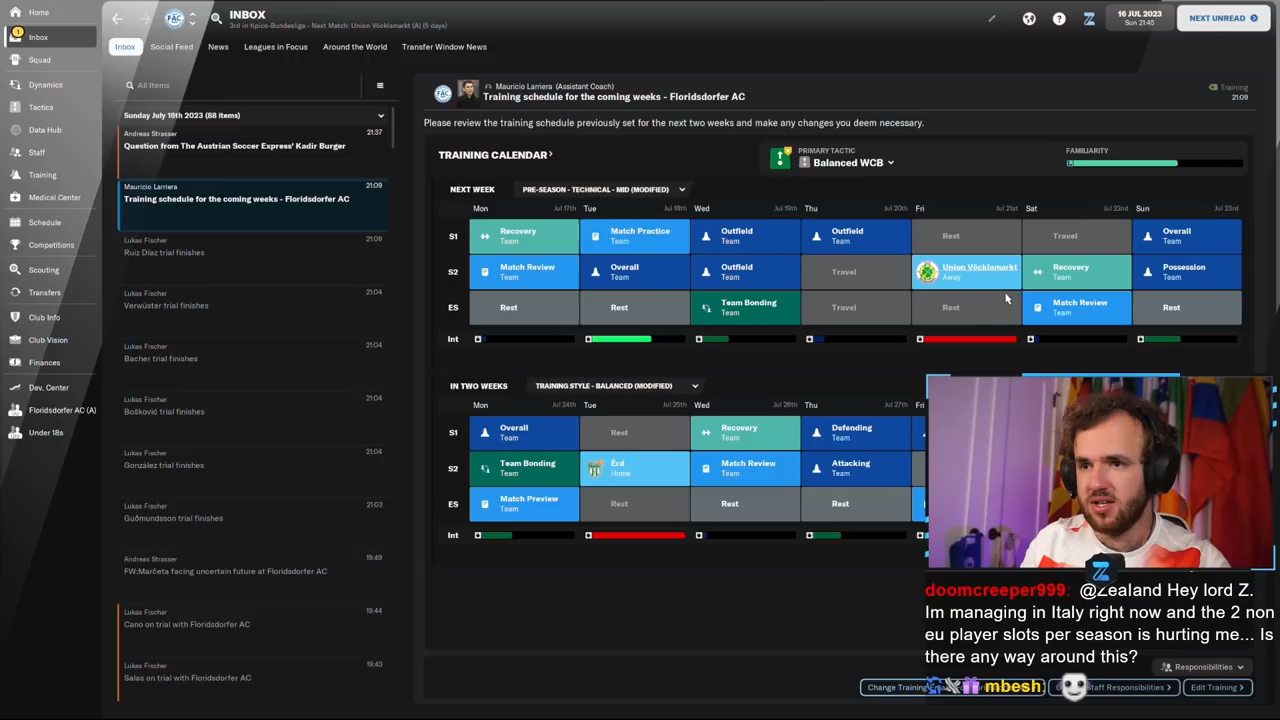 Home
1
Inbox
Squad
Dynamics
Tactics
Data Hub
Staff
Training
Medical Center
Schedule
Competitions
Scouting
Transfers
Club Info
Club Vision
Finances
Dev. Center
Floridsdorfer AC (A)
Under 18s
FAC
INBOX
3rd in tipico-Bundesliga - Next Match: Union Vöcklamarkt (A) (5 days)
16 JUL 2023
Sun 21:45
NEXT UNREAD
Inbox
Social Feed
News
Leagues in Focus
Around the World
Transfer Window News
All Items
Sunday July 16th 2023 (88 items)
Andreas Strasser
21:37
Question from The Austrian Soccer Express' Kadir Burger
Mauricio Larriera
21:09
Training schedule for the coming weeks - Floridsdorfer AC
Lukas Fischer
21:09
Ruiz Díaz trial finishes
Lukas Fischer
21:04
Verwüster trial finishes
Lukas Fischer
21:04
Bacher trial finishes
Lukas Fischer
21:04
Bošković trial finishes
Lukas Fischer
21:04
González trial finishes
Lukas Fischer
21:03
Guðmundsson trial finishes
Andreas Strasser
19:49
FW:Marčeta facing uncertain future at Floridsdorfer AC
Lukas Fischer
19:44
Cano on trial with Floridsdorfer AC
Lukas Fischer
19:43
Salas on trial with Floridsdorfer AC
Mauricio Larriera (Assistant Coach)
Training schedule for the coming weeks - Floridsdorfer AC
Training
21:09
Please review the training schedule previously set for the next two weeks and make any changes you deem necessary.
TRAINING CALENDAR
PRIMARY TACTIC
Balanced WCB
FAMILIARITY
NEXT WEEK
PRE-SEASON - TECHNICAL - MID (MODIFIED)
Mon Jul 17th Tue Jul 18th Wed Jul 19th Thu Jul 20th Fri Jul 21st Sat Jul 22nd Sun Jul 23rd
S1 Recovery Match Practice Outfield Outfield Rest Travel Overall
Team Team Team Team Team
S2 Match Review Overall Outfield Travel Union Vöcklamarkt Recovery Possession
Team Team Team Away Team Team
ES Rest Rest Team Bonding Travel Rest Match Review Rest
Team Team
Int
IN TWO WEEKS
TRAINING STYLE - BALANCED (MODIFIED)
Mon Jul 24th Tue Jul 25th Wed Jul 26th Thu Jul 27th Fri
S1 Overall Rest Recovery Defending
Team Team Team
S2 Team Bonding Érd Match Review Attacking
Team Home Team Team
ES Match Preview Rest Rest Rest
Team
Int
doomcreeper999: @Zealand Hey lord Z.
Im managing in Italy right now and the 2 non
eu player slots per season is hurting me... Is
there any way around this?
Responsibilities
mbesh
Change Training
Staff Responsibilities
Edit Training